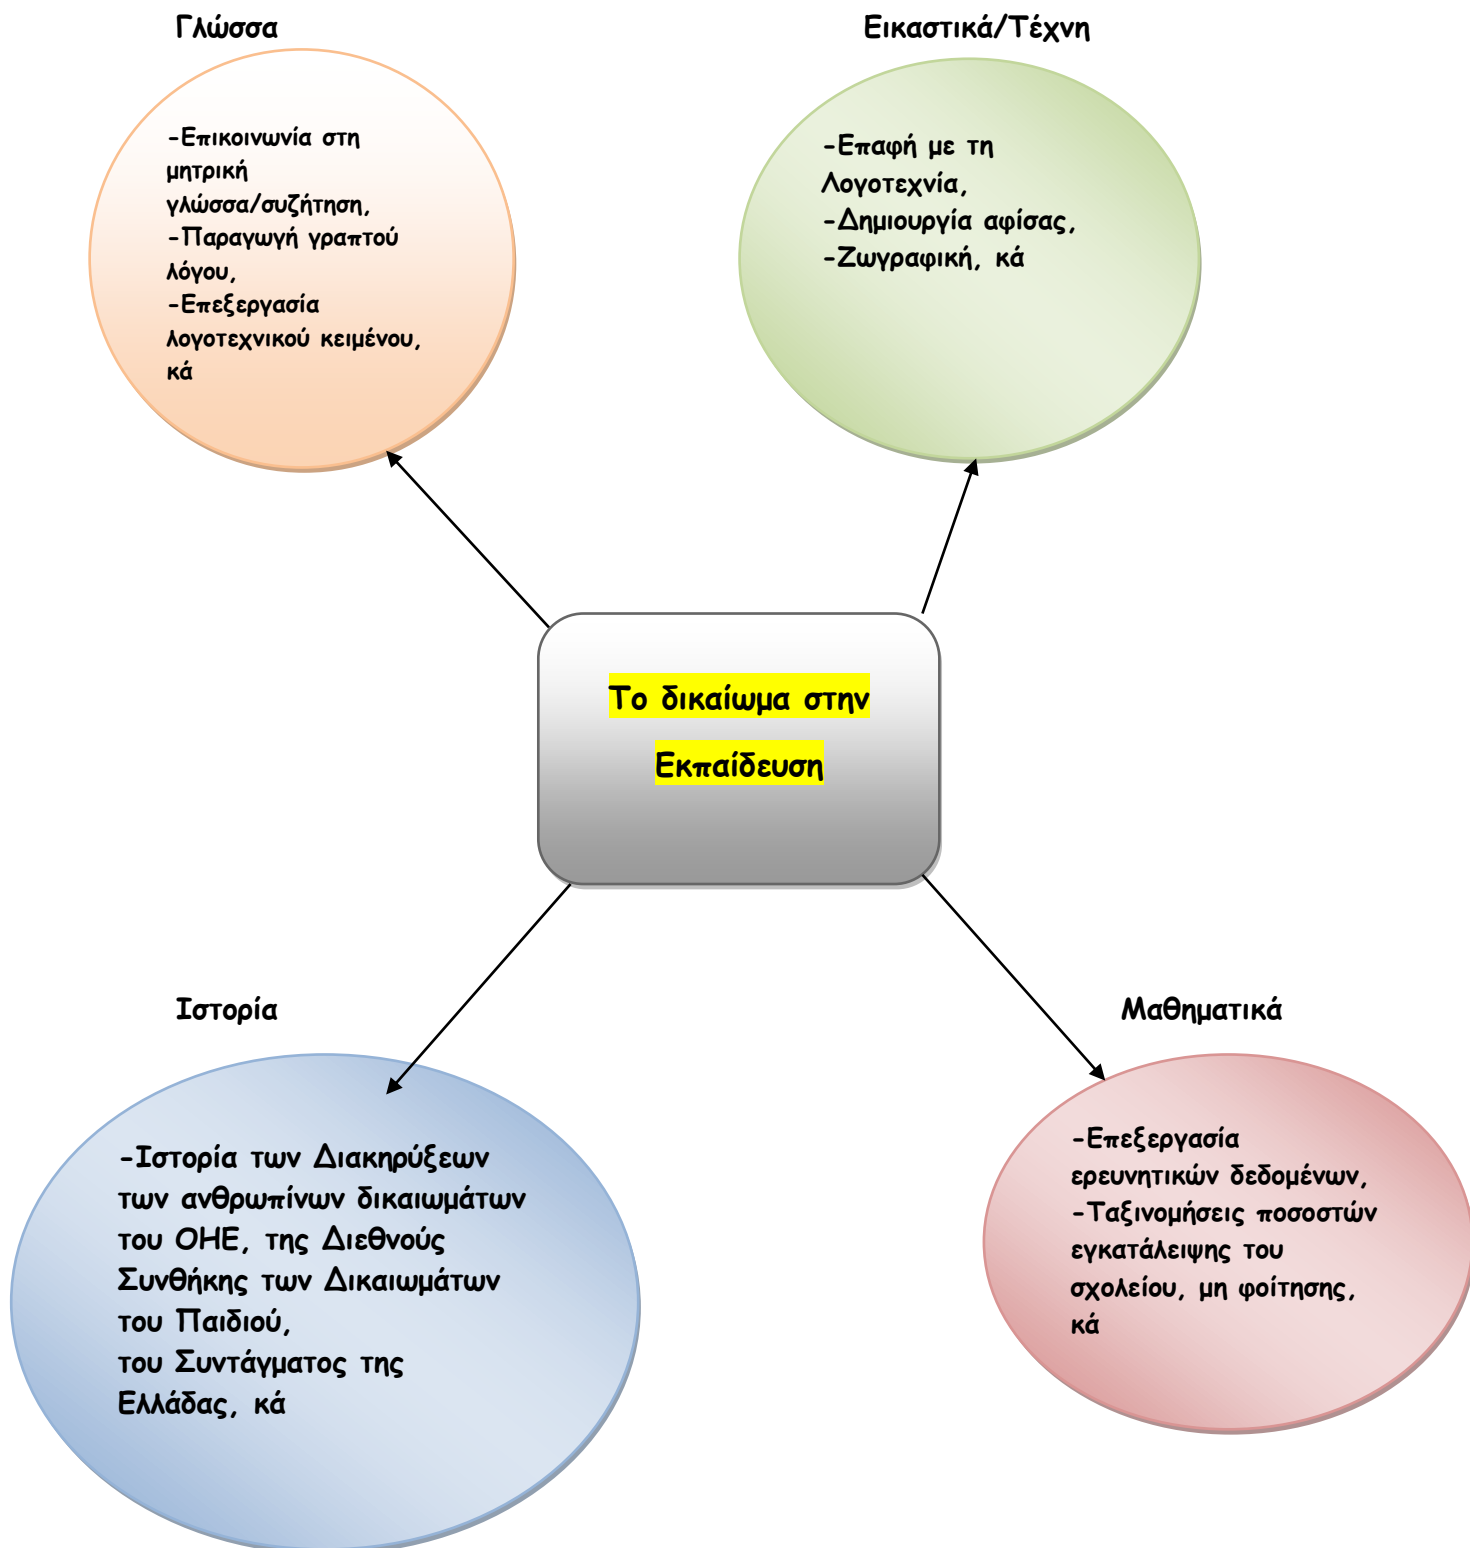 Γλώσσα
-Επικοινωνία στη
μητρική
γλώσσα/συζήτηση,
-Παραγωγή γραπτού
λόγου,
-Επεξεργασία
λογοτεχνικού κειμένου,
κά
Εικαστικά/Τέχνη
-Επαφή με τη
Λογοτεχνία,
-Δημιουργία αφίσας,
-Ζωγραφική, κά
Το δικαίωμα στην
Εκπαίδευση
Ιστορία
-Ιστορία των Διακηρύξεων
των ανθρωπίνων δικαιωμάτων
του ΟΗΕ, της Διεθνούς
Συνθήκης των Δικαιωμάτων
του Παιδιού,
του Συντάγματος της
Ελλάδας, κά
Μαθηματικά
-Επεξεργασία
ερευνητικών δεδομένων,
-Ταξινομήσεις ποσοστών
εγκατάλειψης του
σχολείου, μη φοίτησης,
κά